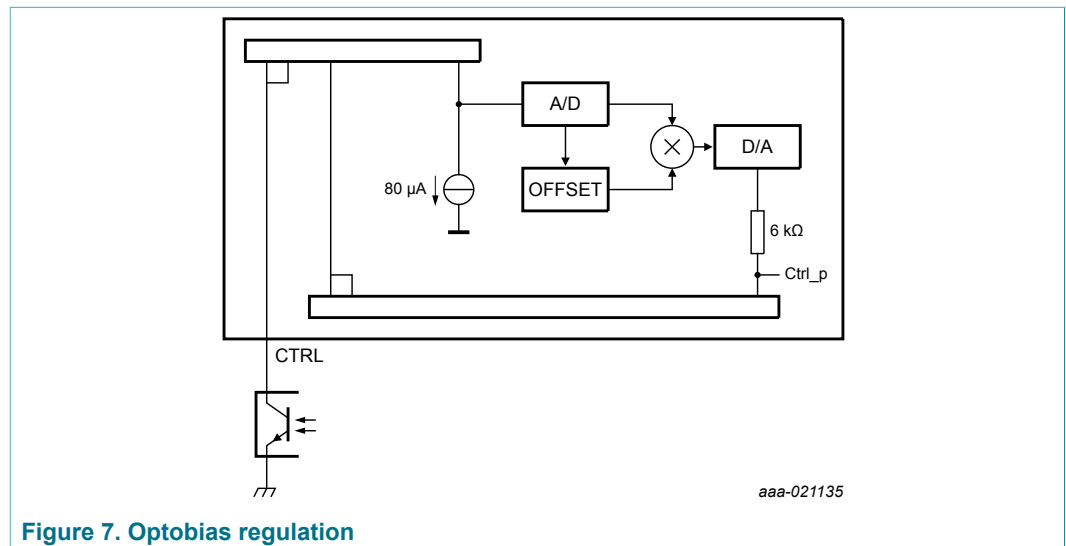 A/D
D/A
80 µA
OFFSET
6 kΩ
Ctrl_p
CTRL
aaa-021135
Figure 7. Optobias regulation